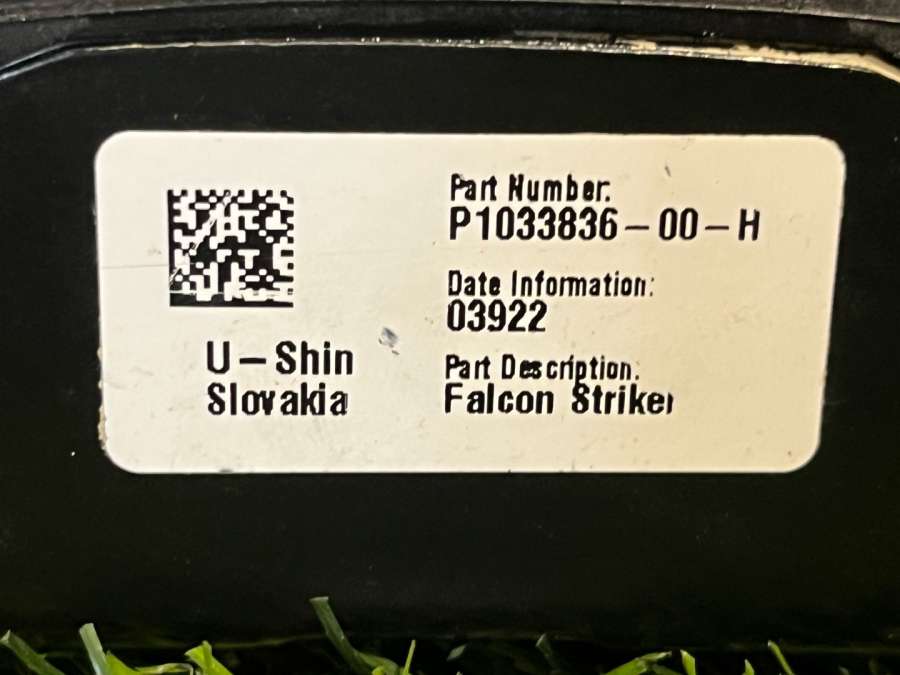 Part Number:
P1033836-00-H
Date Information:
03922
Part Description:
Falcon Striker
U-Shin
Slovakia